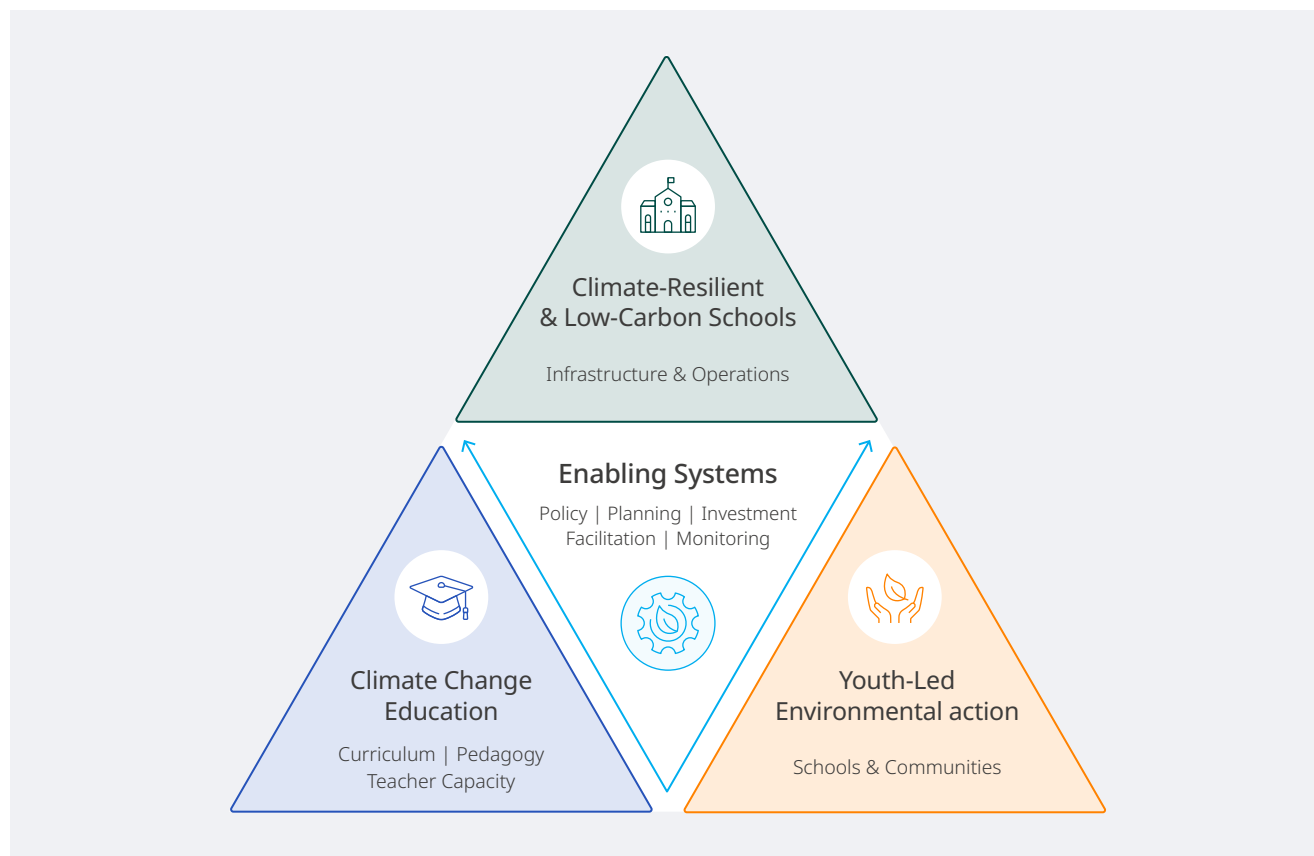 Climate-Resilient
& Low-Carbon Schools
Infrastructure & Operations
Enabling Systems
Policy | Planning | Investment
Facilitation | Monitoring
Climate Change
Education
Curriculum | Pedagogy
Teacher Capacity
Youth-Led
Environmental action
Schools & Communities